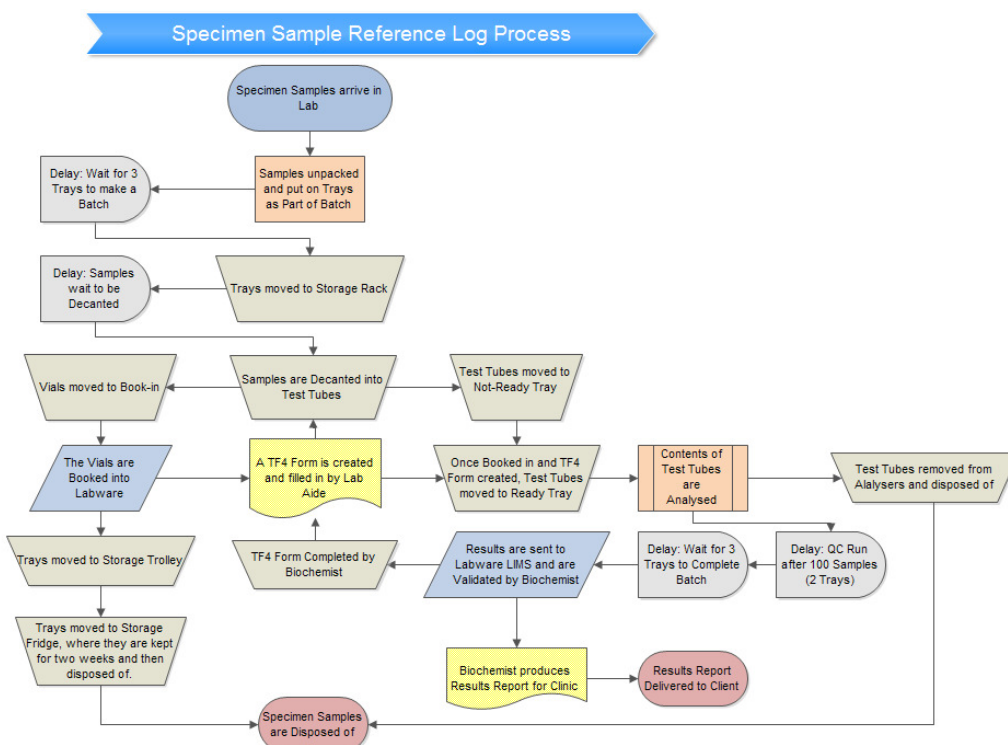 Specimen Sample Reference Log Process
Specimen Samples arrive in
Lab
Delay: Wait for 3
Trays to make a
Batch
Samples unpacked
and put on Trays
as Part of Batch
Delay: Samples
wait to be
Decanted
Trays moved to Storage Rack
Vials moved to Book-in
Samples are Decanted into
Test Tubes
Test Tubes moved to
Not-Ready Tray
The Vials are
Booked into
Labware
A TF4 Form is created
and filled in by Lab
Aide
Once Booked in and TF4
Form created, Test Tubes
moved to Ready Tray
Contents of
Test Tubes
are
Analysed
Test Tubes removed from
Alalysers and disposed of
Trays moved to Storage Trolley
TF4 Form Completed by
Biochemist
Results are sent to
Labware LIMS and are
Validated by Biochemist
Delay: Wait for 3
Trays to Complete
Batch
Delay: QC Run
after 100 Samples
(2 Trays)
Trays moved to Storage
Fridge, where they are kept
for two weeks and then
disposed of.
Biochemist produces
Results Report for Clinic
Results Report
Delivered to Client
Specimen Samples
are Disposed of